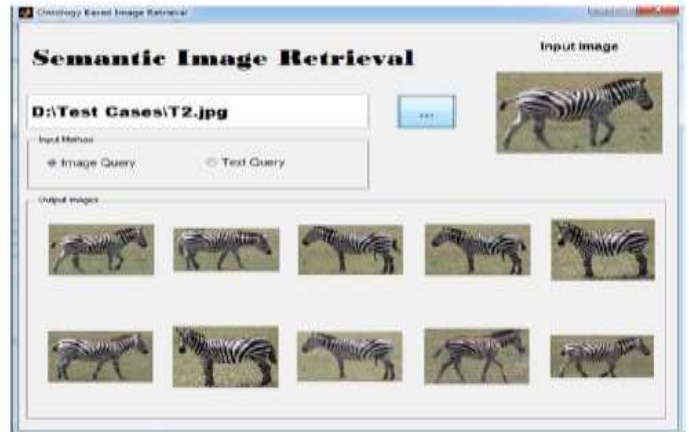 Ontology Based Image Retrieval
Semantic Image Retrieval
Input Image
D:\Test Cases\T2.jpg
...
Input Method
Image Query
Text Query
Output Images